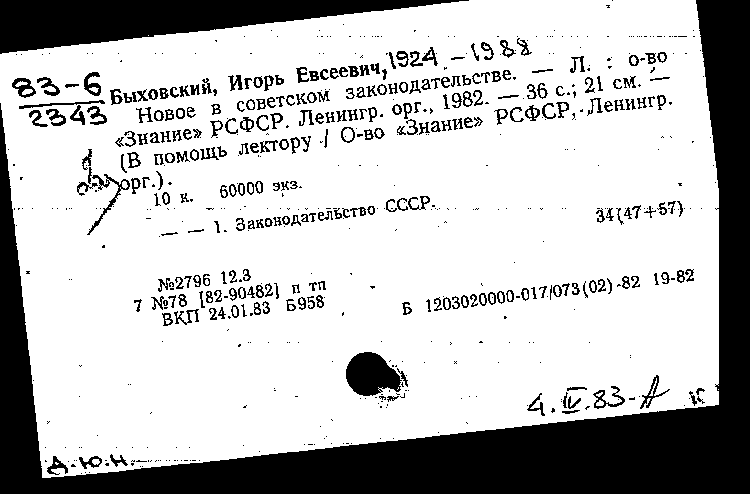 83-6
2343
Быховский, Игорь Евсеевич, 1924 - 1988
Новое в советском законодательстве. — Л. : о-во
«Знание» РСФСР. Ленингр. орг., 1982. — 36 с.; 21 см. —
(В помощь лектору / О-во «Знание» РСФСР, Ленингр.
орг.).
10 к. 60000 экз.
— — 1. Законодательство СССР.
34(47+57)
№2796 12.3
7 №78 [82-90482] п тп
ВКП 24.01.83 Б958
Б 1203020000-017/073(02)-82 19-82
4.IV.83-А
Д.Ю.Н.